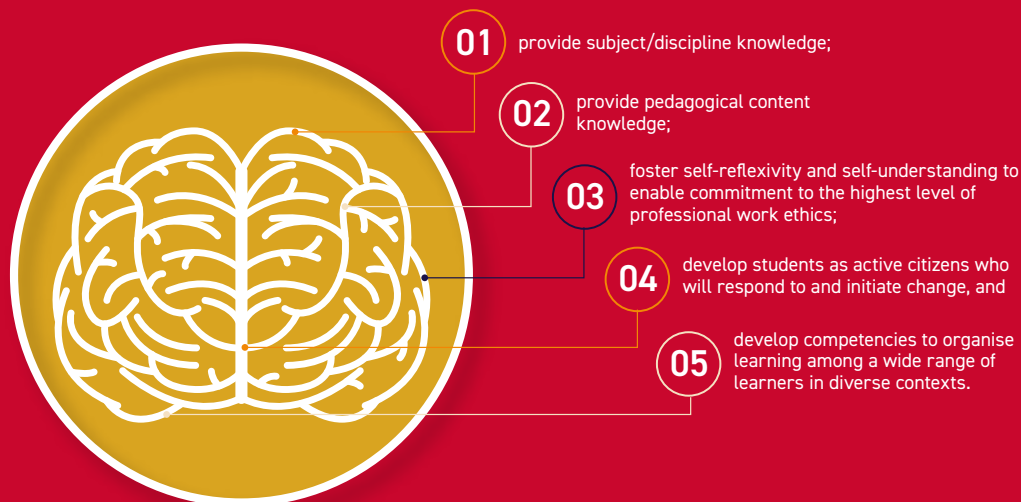 01
provide subject/discipline knowledge;
02
provide pedagogical content
knowledge;
03
foster self-reflexivity and self-understanding to
enable commitment to the highest level of
professional work ethics;
04
develop students as active citizens who
will respond to and initiate change, and
05
develop competencies to organise
learning among a wide range of
learners in diverse contexts.